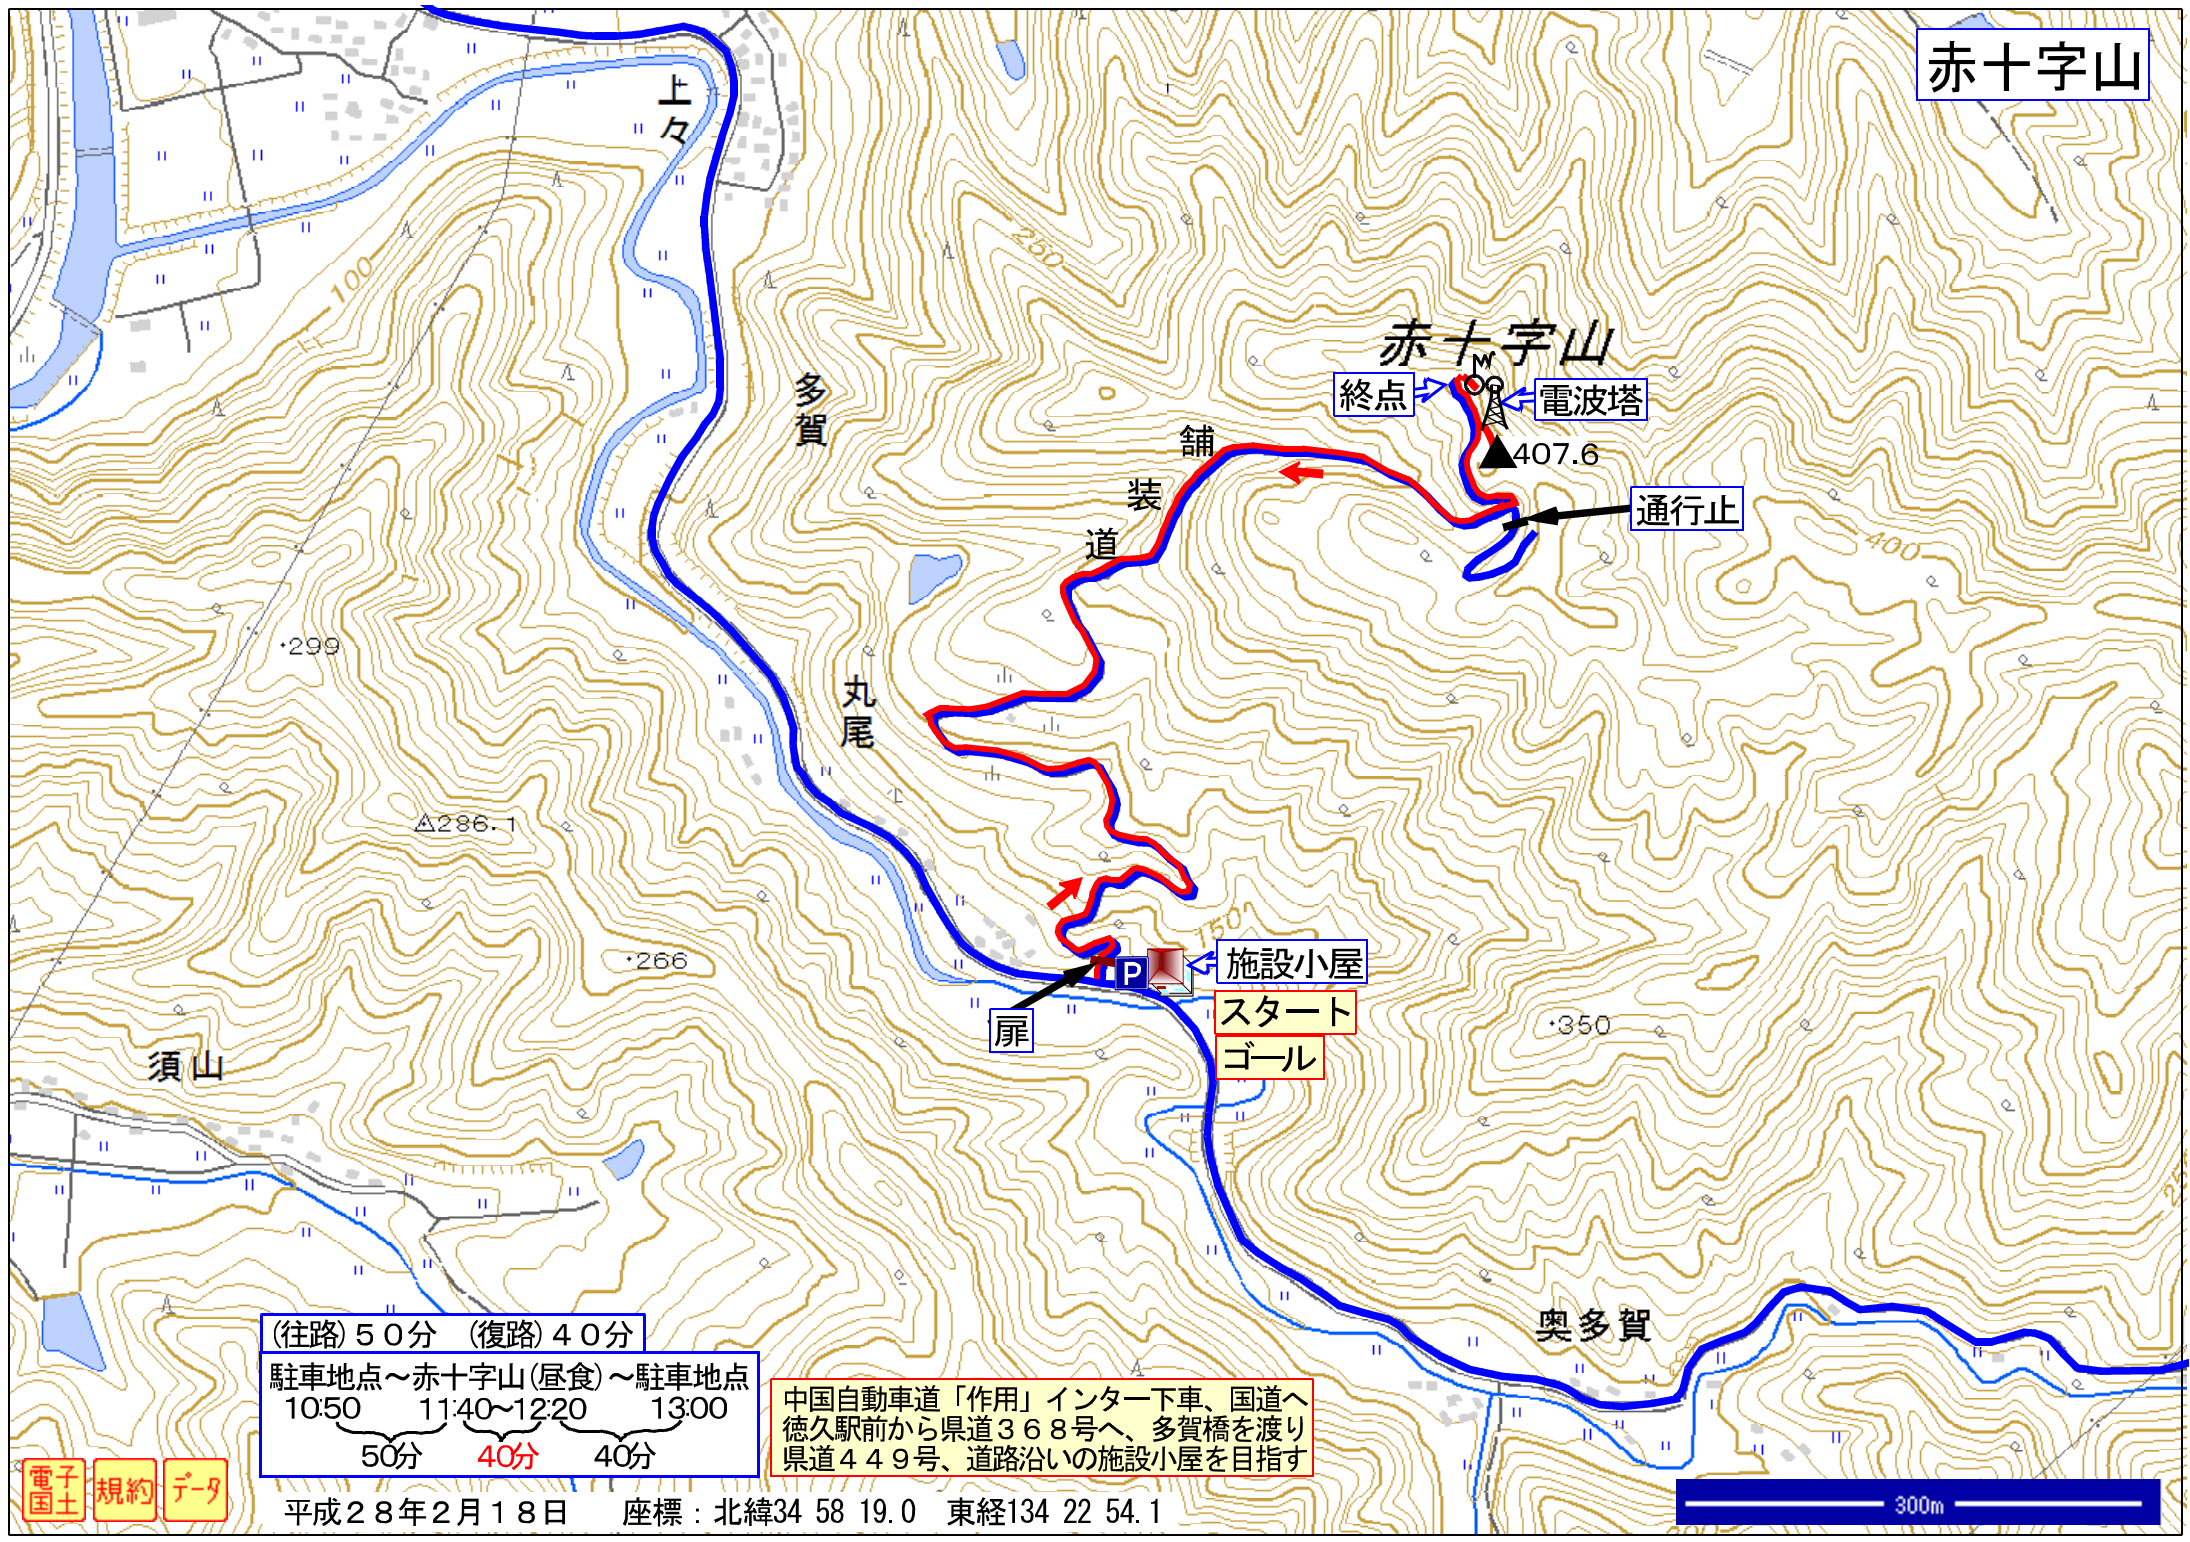 赤十字山
上々
100
250
多賀
赤十字山
終点
電波塔
407.6
舗装道
通行止
400
299
丸尾
286.1
266
150
P
施設小屋
スタート
ゴール
扉
350
須山
奥多賀
(往路)５０分　(復路)４０分
駐車地点～赤十字山(昼食)～駐車地点
10:50 11:40～12:20 13:00
50分 40分 40分
中国自動車道「作用」インター下車、国道へ
徳久駅前から県道３６８号へ、多賀橋を渡り
県道４４９号、道路沿いの施設小屋を目指す
電子国土
規約
データ
平成２８年２月１８日　座標：北緯34 58 19.0　東経134 22 54.1
300m